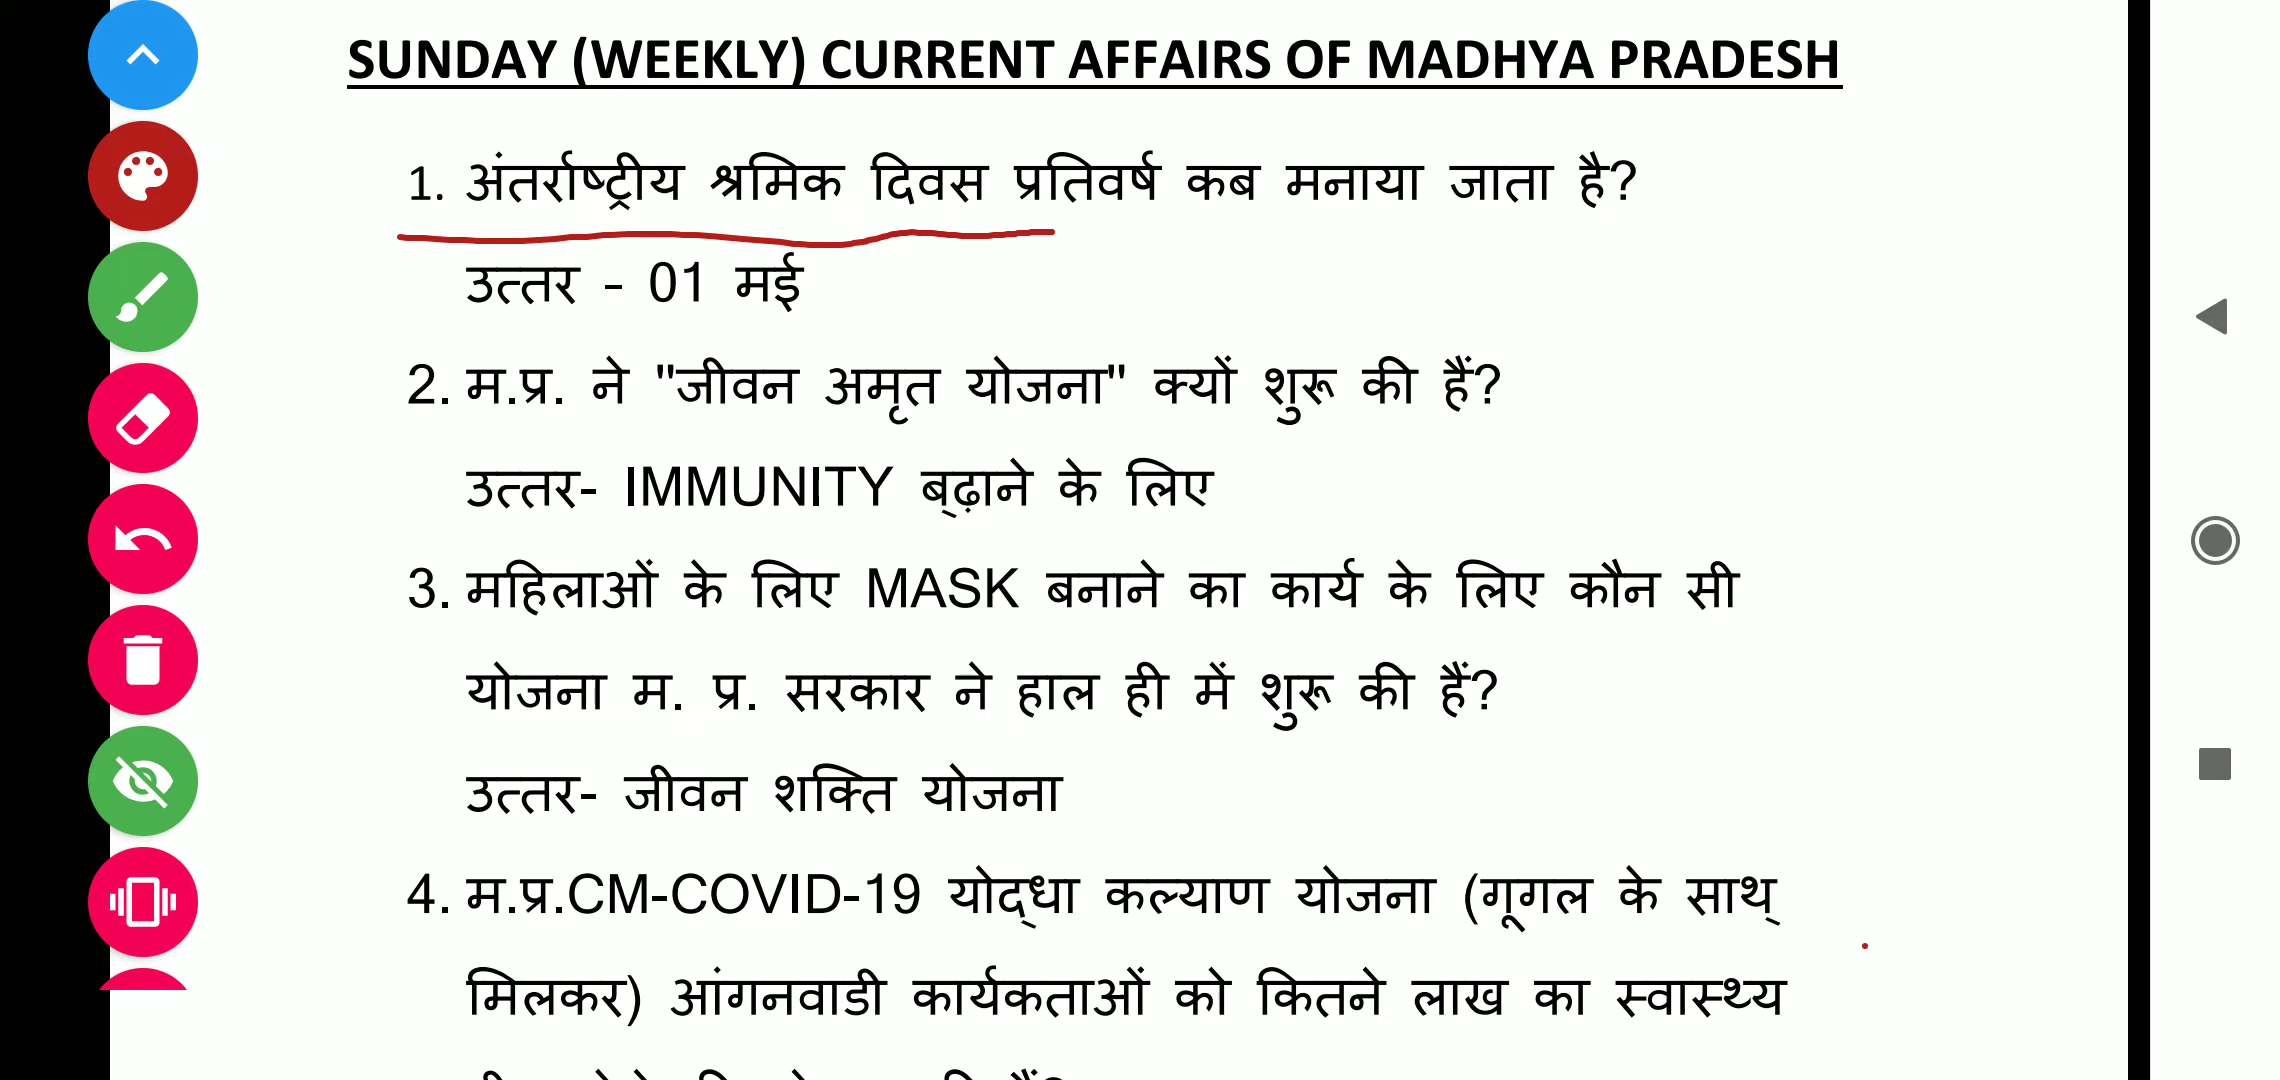 SUNDAY (WEEKLY) CURRENT AFFAIRS OF MADHYA PRADESH
1. अंतर्राष्ट्रीय श्रमिक दिवस प्रतिवर्ष कब मनाया जाता है?
उत्तर - 01 मई
2. म.प्र. ने "जीवन अमृत योजना" क्यों शुरू की हैं?
उत्तर- IMMUNITY ब्ढ़ाने के लिए
3. महिलाओं के लिए MASK बनाने का कार्य के लिए कौन सी
योजना म. प्र. सरकार ने हाल ही में शुरू की हैं?
उत्तर- जीवन शक्ति योजना
4. म.प्र.CM-COVID-19 योद्धा कल्याण योजना (गूगल के साथ्
मिलकर) आंगनवाडी कार्यकताओं को कितने लाख का स्वास्थ्य